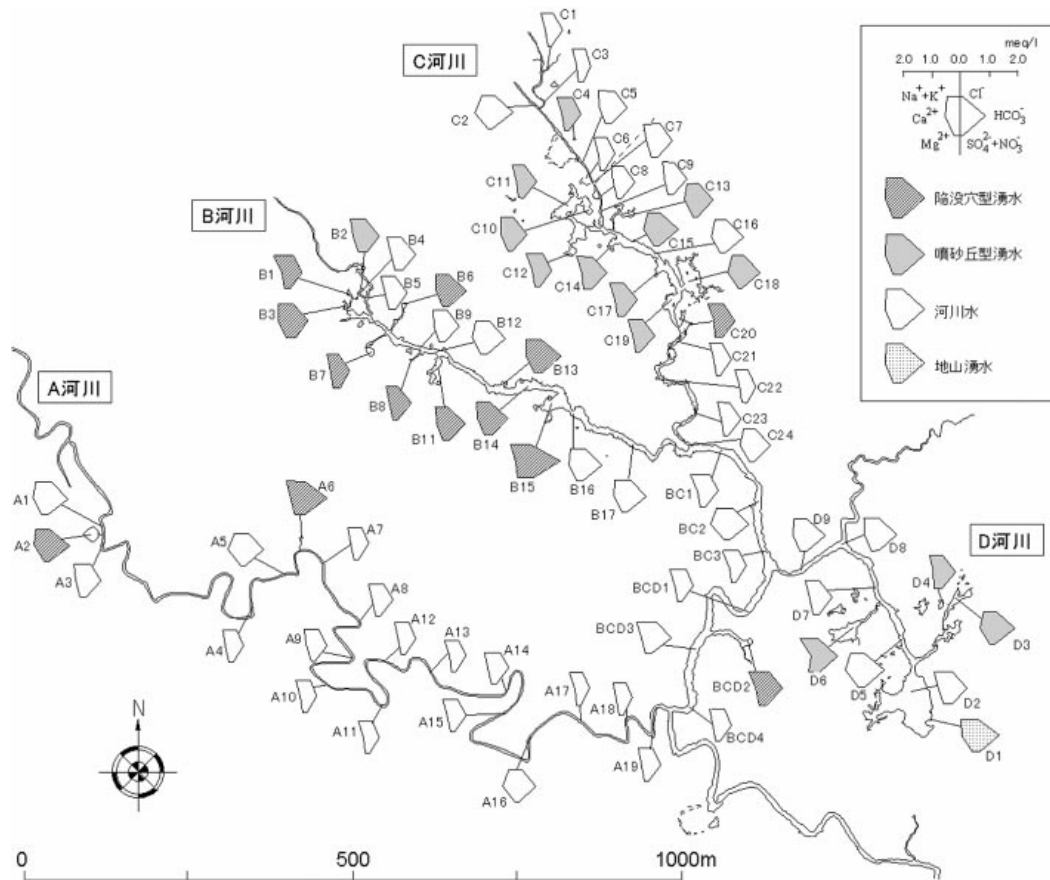 C1
C河川
C3
C4
C5
C2
C6
C7
C11
C8
C9
C13
B河川
B2
B4
C10
C16
C15
B1
B5
B6
C12
C14
C18
B3
B9
B12
C17
C19
C20
B7
B13
C21
B8
C22
A河川
B11
B14
C23
C24
B15
B16
B17
BC1
A1
A6
A5
A7
BC2
D9
D8
D河川
A2
A3
BC3
D4
A8
BCD1
D7
A4
A9
A12
A13
BCD3
D3
A14
D6
D5
A10
A17
BCD2
D2
A15
A18
A11
BCD4
D1
A19
A16
N
0
500
1000m
meq/l
2.0 0.0 2.0
Na⁺+K⁺ Cl⁻
Ca²⁺ HCO₃⁻
Mg²⁺ SO₄²⁻+NO₃⁻
陥没穴型湧水
噴砂丘型湧水
河川水
地山湧水